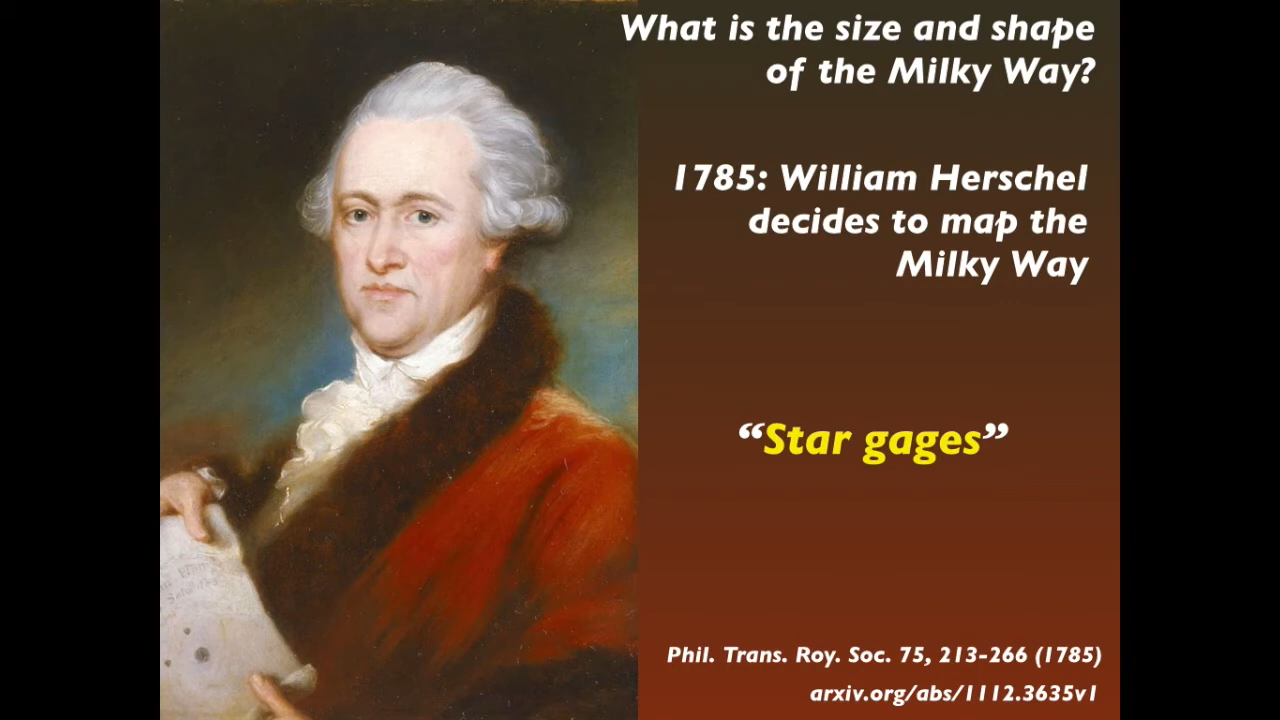 What is the size and shape
of the Milky Way?
1785: William Herschel
decides to map the
Milky Way
“Star gages”
Phil. Trans. Roy. Soc. 75, 213-266 (1785)
arxiv.org/abs/1112.3635v1